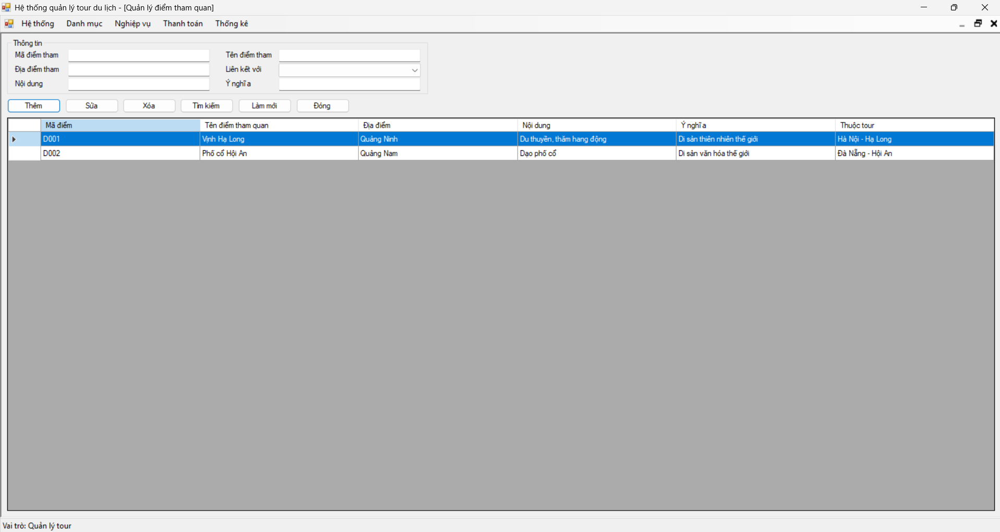 Hệ thống quản lý tour du lịch - [Quản lý điểm tham quan]
Hệ thống Danh mục Nghiệp vụ Thanh toán Thống kê
Thông tin
Mã điểm tham Tên điểm tham
Địa điểm tham Liên kết với
Nội dung Ý nghĩa
Thêm Sửa Xóa Tìm kiếm Làm mới Đóng
Mã điểm Tên điểm tham quan Địa điểm Nội dung Ý nghĩa Thuộc tour
D001 Vịnh Hạ Long Quảng Ninh Du thuyền, thăm hang động Di sản thiên nhiên thế giới Hà Nội - Hạ Long
D002 Phố cổ Hội An Quảng Nam Dạo phố cổ Di sản văn hóa thế giới Đà Nẵng - Hội An
Vai trò: Quản lý tour